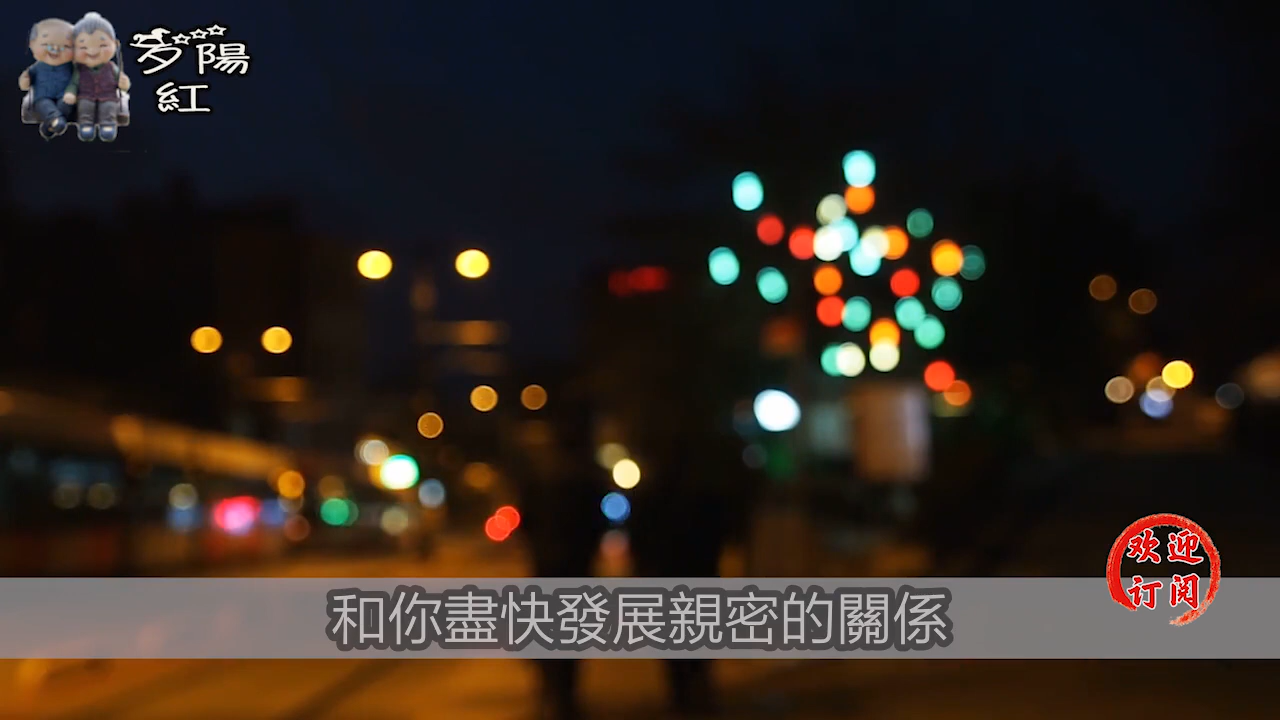 夕陽
紅
和你盡快發展親密的關係
欢迎
订阅